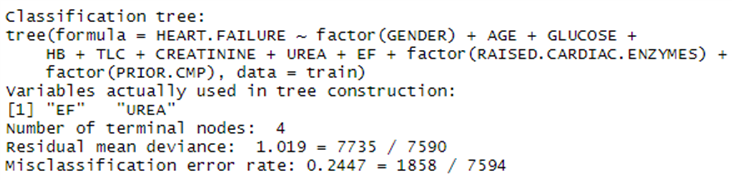 Classification tree:
tree(formula = HEART.FAILURE ~ factor(GENDER) + AGE + GLUCOSE +
HB + TLC + CREATININE + UREA + EF + factor(RAISED.CARDIAC.ENZYMES) +
factor(PRIOR.CMP), data = train)
Variables actually used in tree construction:
[1] "EF" "UREA"
Number of terminal nodes: 4
Residual mean deviance: 1.019 = 7735 / 7590
Misclassification error rate: 0.2447 = 1858 / 7594